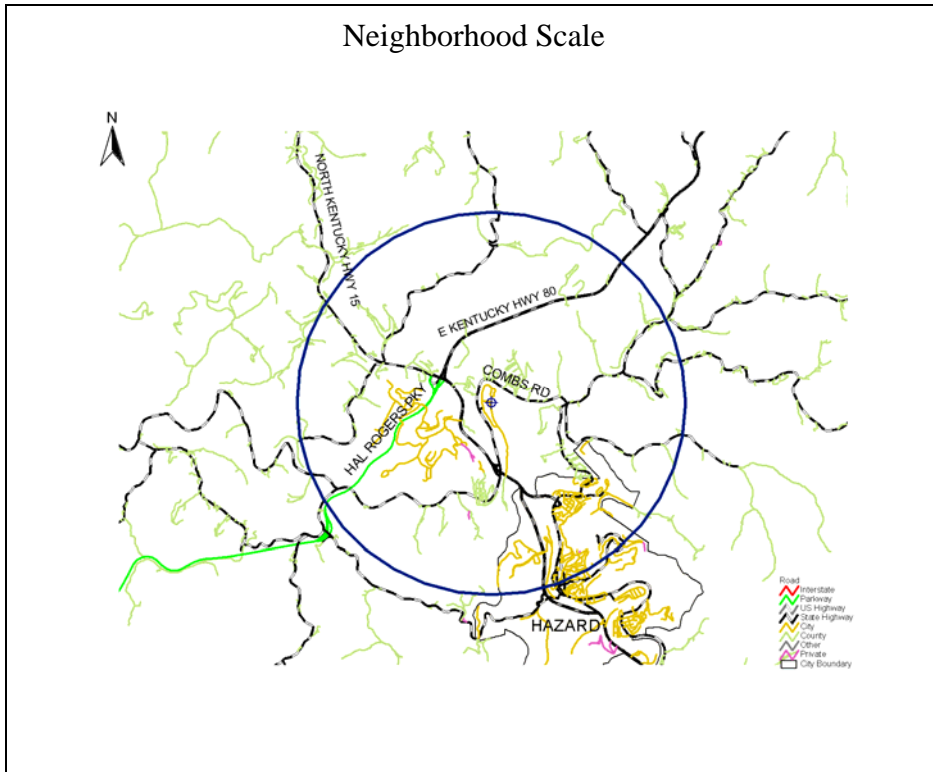 Neighborhood Scale
N
NORTH KENTUCKY HWY 15
E KENTUCKY HWY 80
COMBS RD
HAL ROGERS PKY
HAZARD
Road
Interstate
Parkway
US Highway
State Highway
City
County
Other
Private
City Boundary